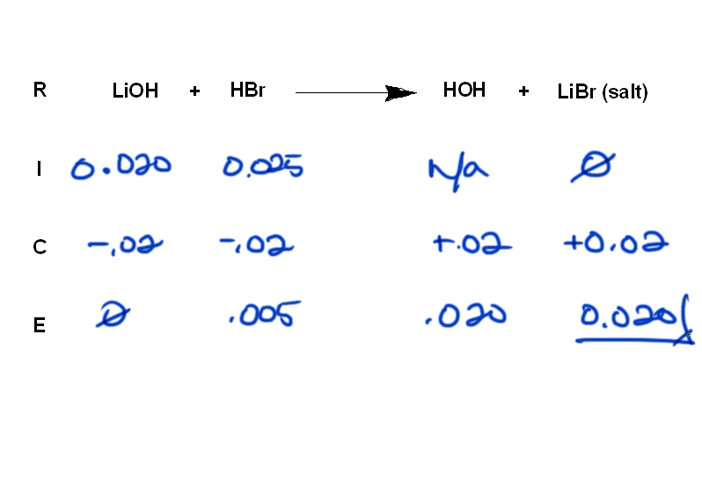 R LiOH + HBr ⟶ HOH + LiBr (salt)
I 0.020 0.025 N/a ∅
C -.02 -.02 +.02 +0.02
E ∅ .005 .020 0.020